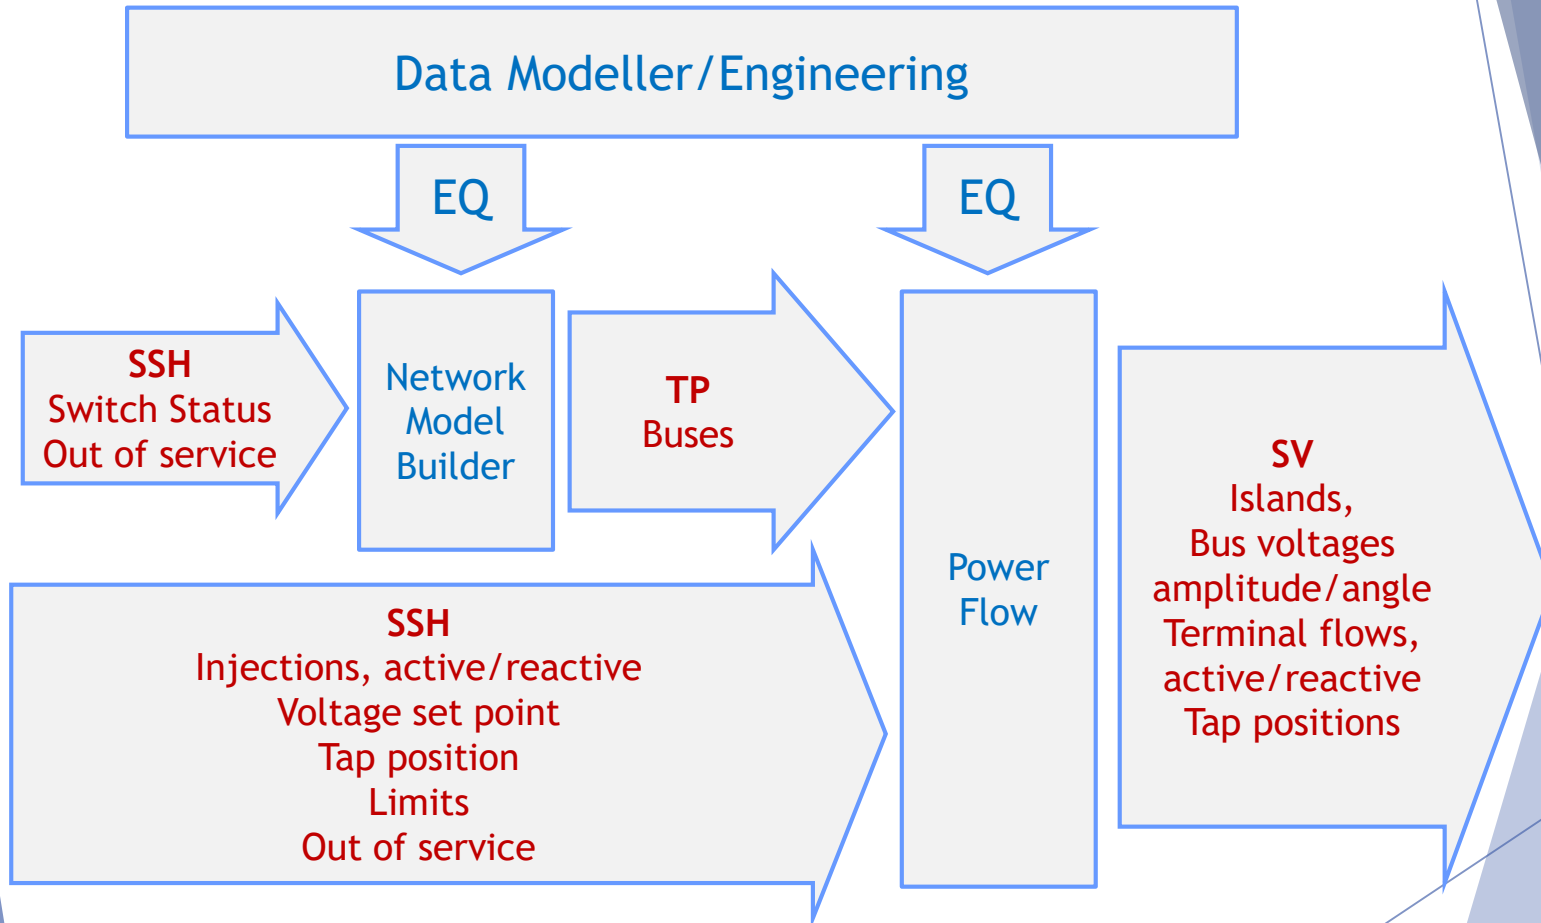 Data Modeller/Engineering
EQ
EQ
SSH
Switch Status
Out of service
Network
Model
Builder
TP
Buses
SSH
Injections, active/reactive
Voltage set point
Tap position
Limits
Out of service
Power
Flow
SV
Islands,
Bus voltages
amplitude/angle
Terminal flows,
active/reactive
Tap positions